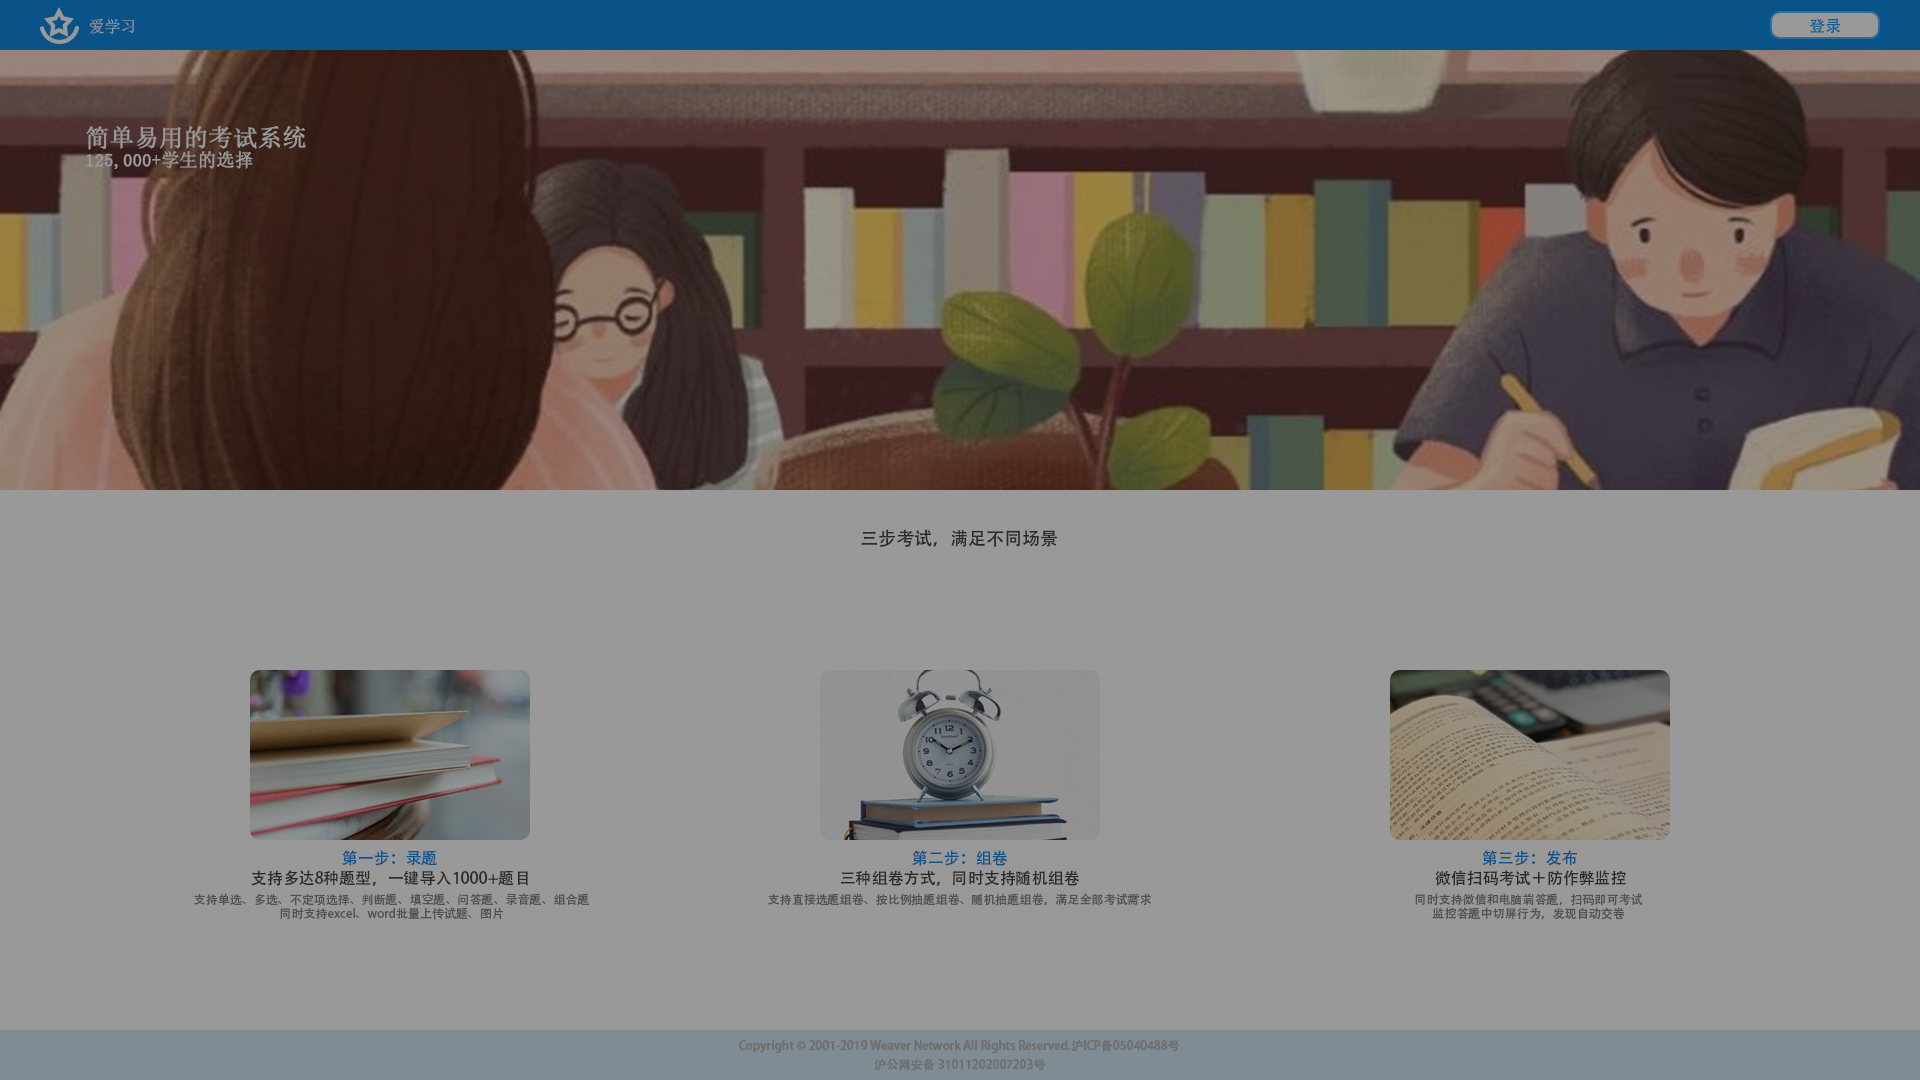 爱学习
登录
简单易用的考试系统
125,000+学生的选择
三步考试，满足不同场景
第一步：录题
支持多达8种题型，一键导入1000+题目
支持单选、多选、不定项选择、判断题、填空题、问答题、录音题、组合题
同时支持excel、word批量上传试题、图片
第二步：组卷
三种组卷方式，同时支持随机组卷
支持直接选题组卷、按比例抽题组卷、随机抽题组卷，满足全部考试需求
第三步：发布
微信扫码考试＋防作弊监控
同时支持微信和电脑端答题，扫码即可考试
监控答题中切屏行为，发现自动交卷
Copyright © 2001-2019 Weaver Network All Rights Reserved.沪ICP备05040488号
沪公网安备 31011202007203号